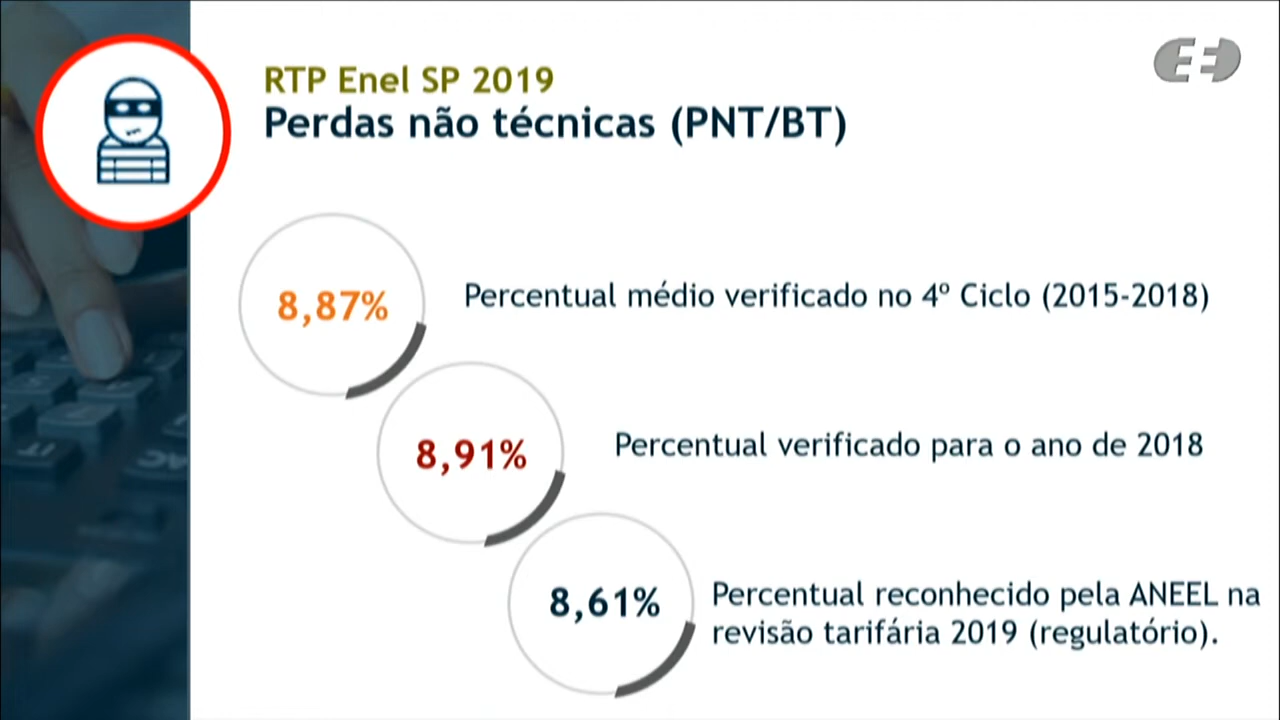 RTP Enel SP 2019
Perdas não técnicas (PNT/BT)
8,87%
Percentual médio verificado no 4º Ciclo (2015-2018)
8,91%
Percentual verificado para o ano de 2018
8,61%
Percentual reconhecido pela ANEEL na
revisão tarifária 2019 (regulatório).